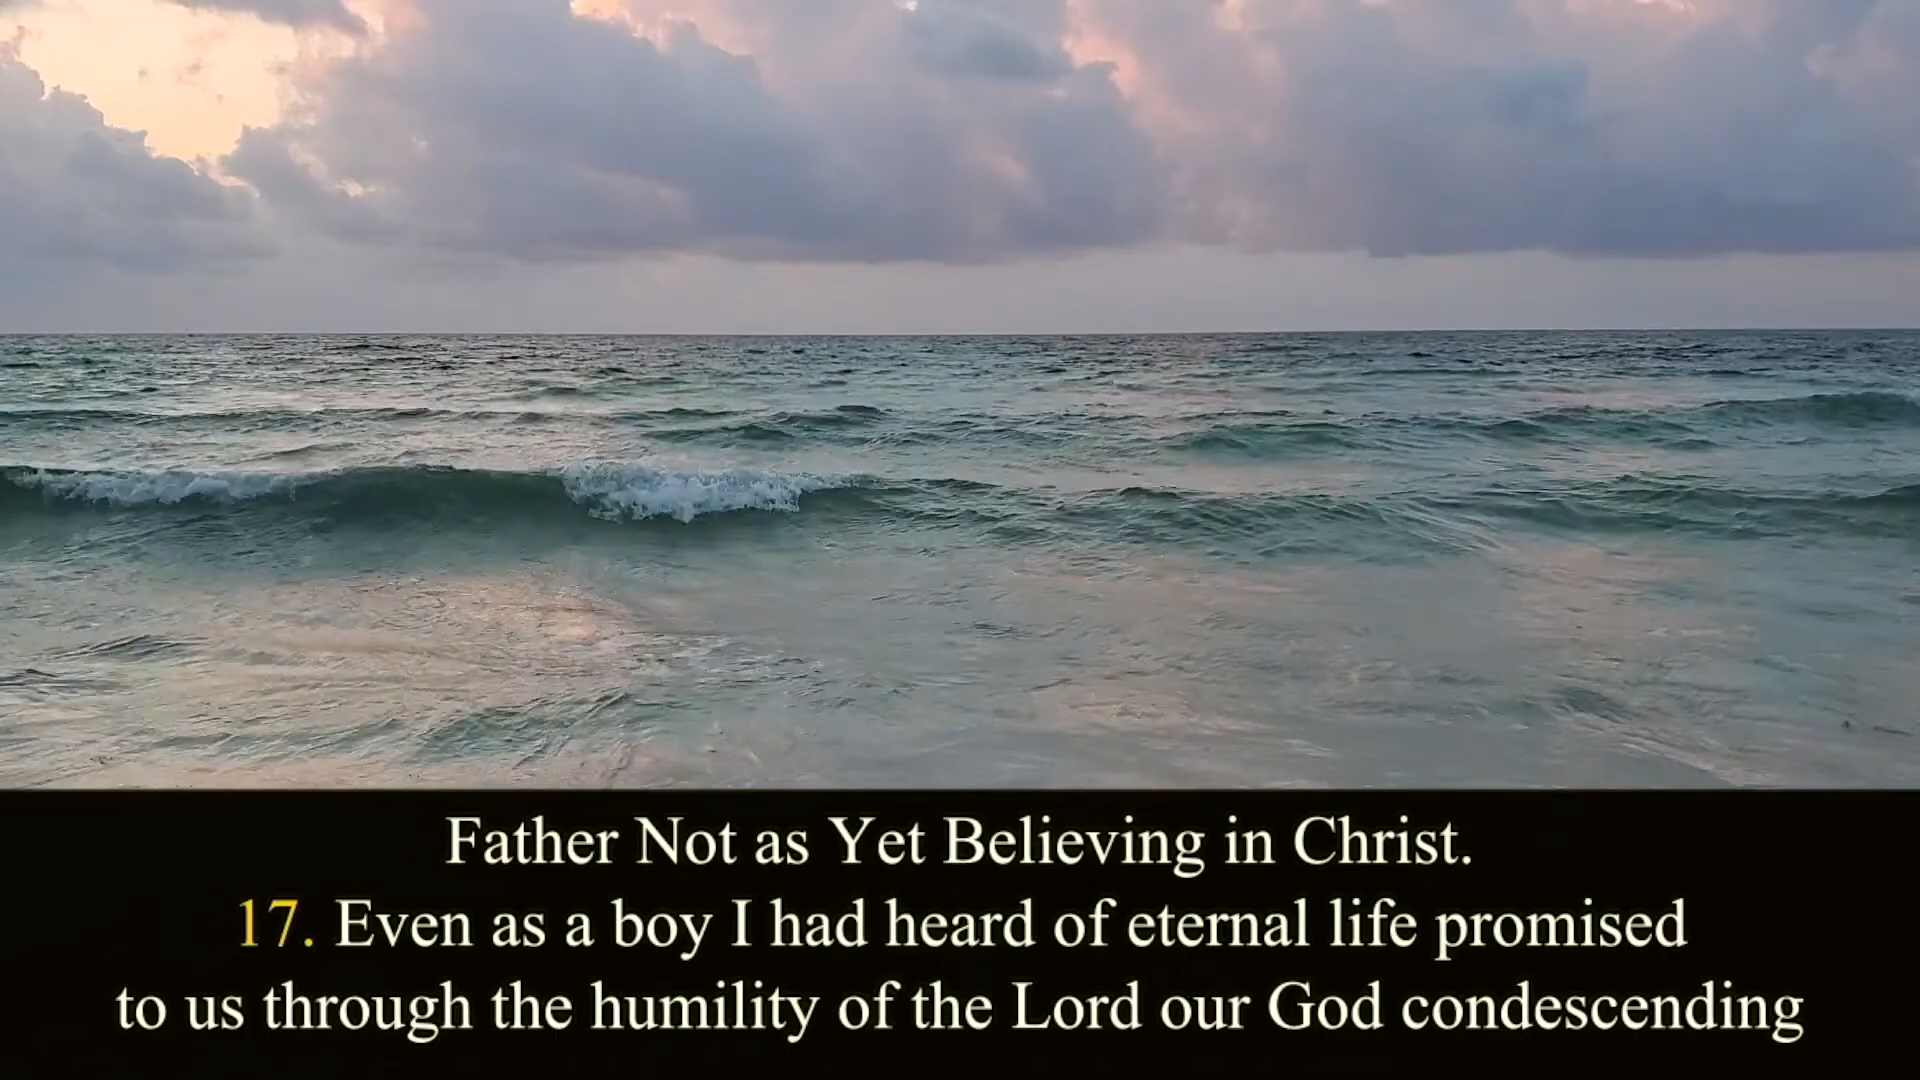 Father Not as Yet Believing in Christ.
17. Even as a boy I had heard of eternal life promised
to us through the humility of the Lord our God condescending